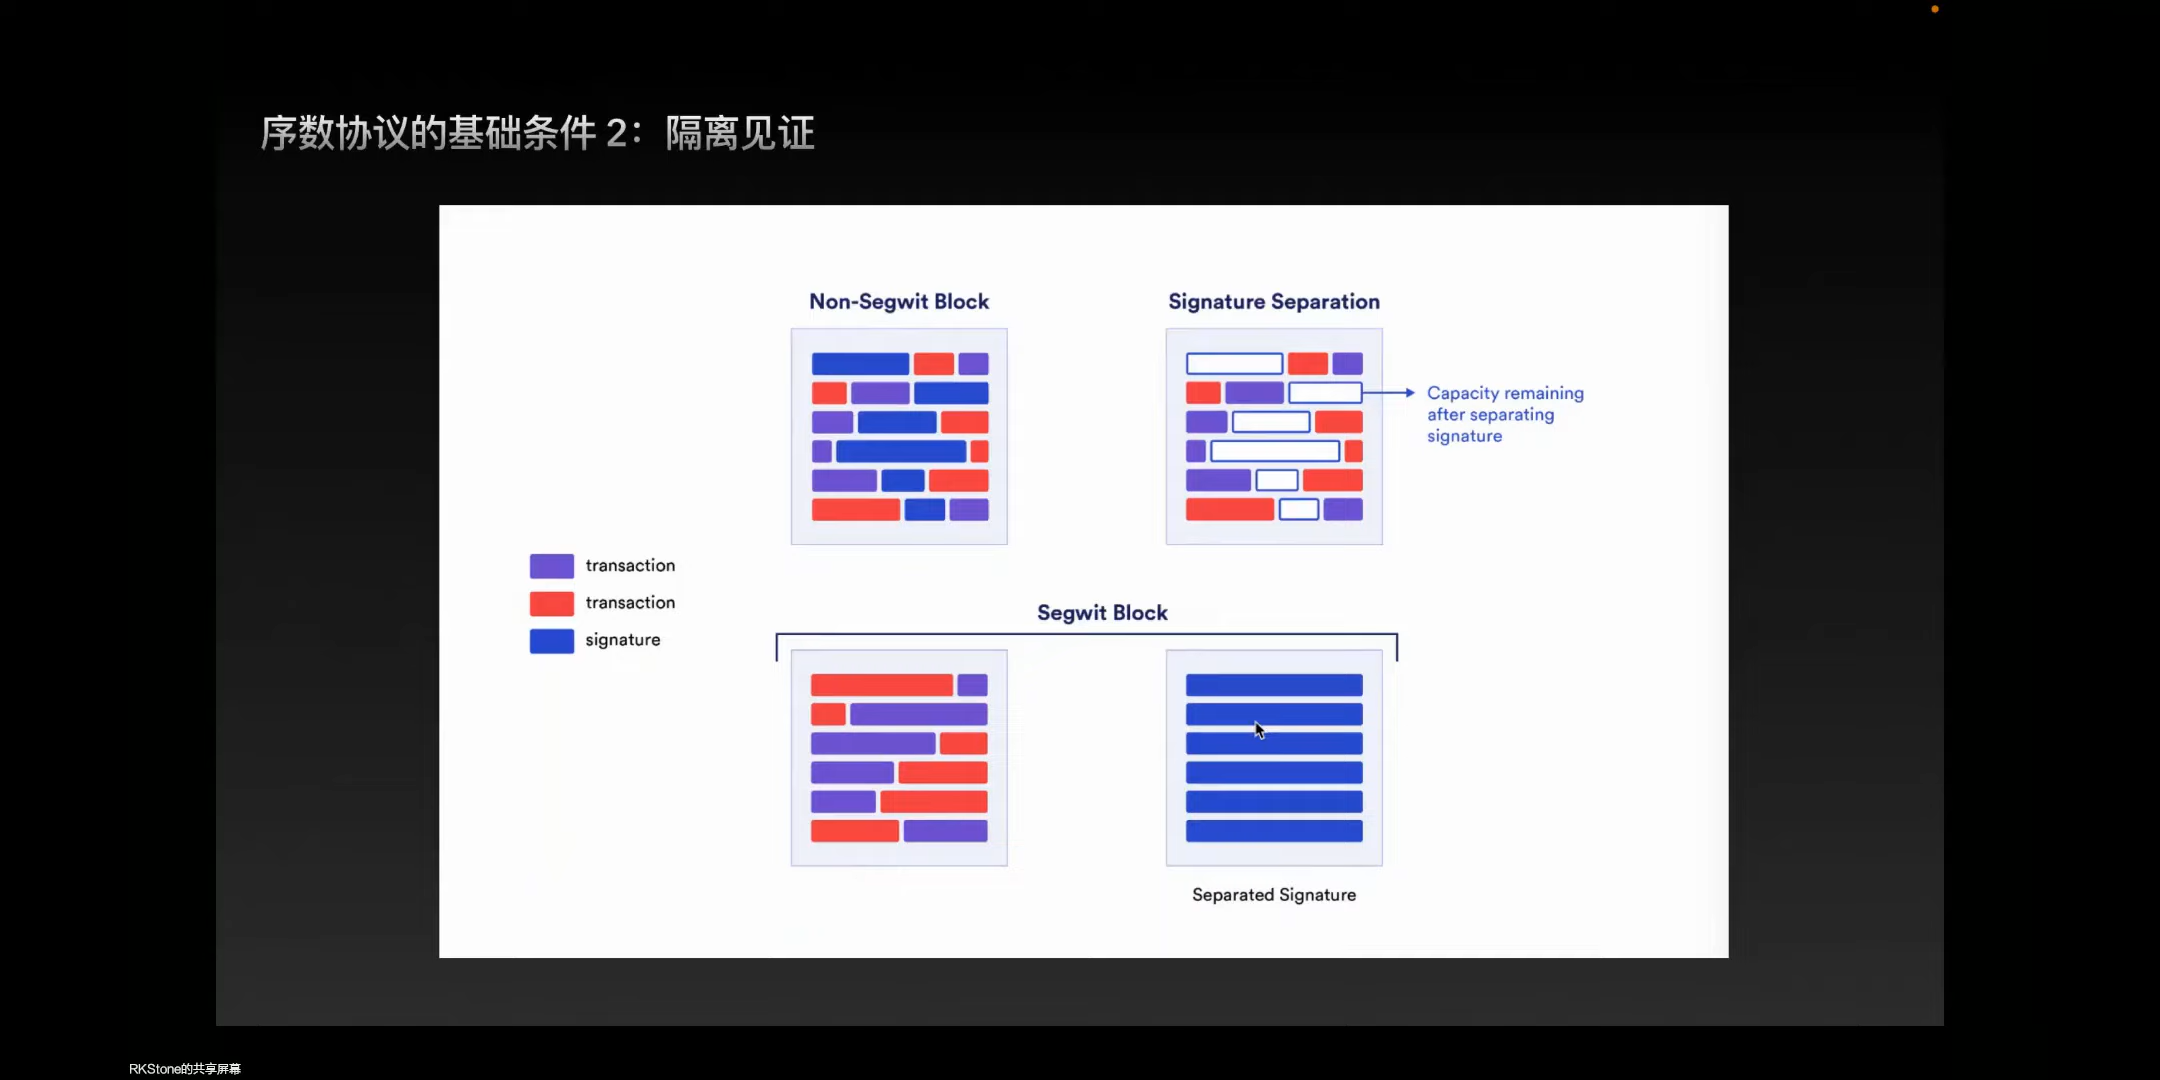 序数协议的基础条件 2：隔离见证
Non-Segwit Block
Signature Separation
Capacity remaining
after separating
signature
transaction
transaction
signature
Segwit Block
Separated Signature
RKStone的共享屏幕